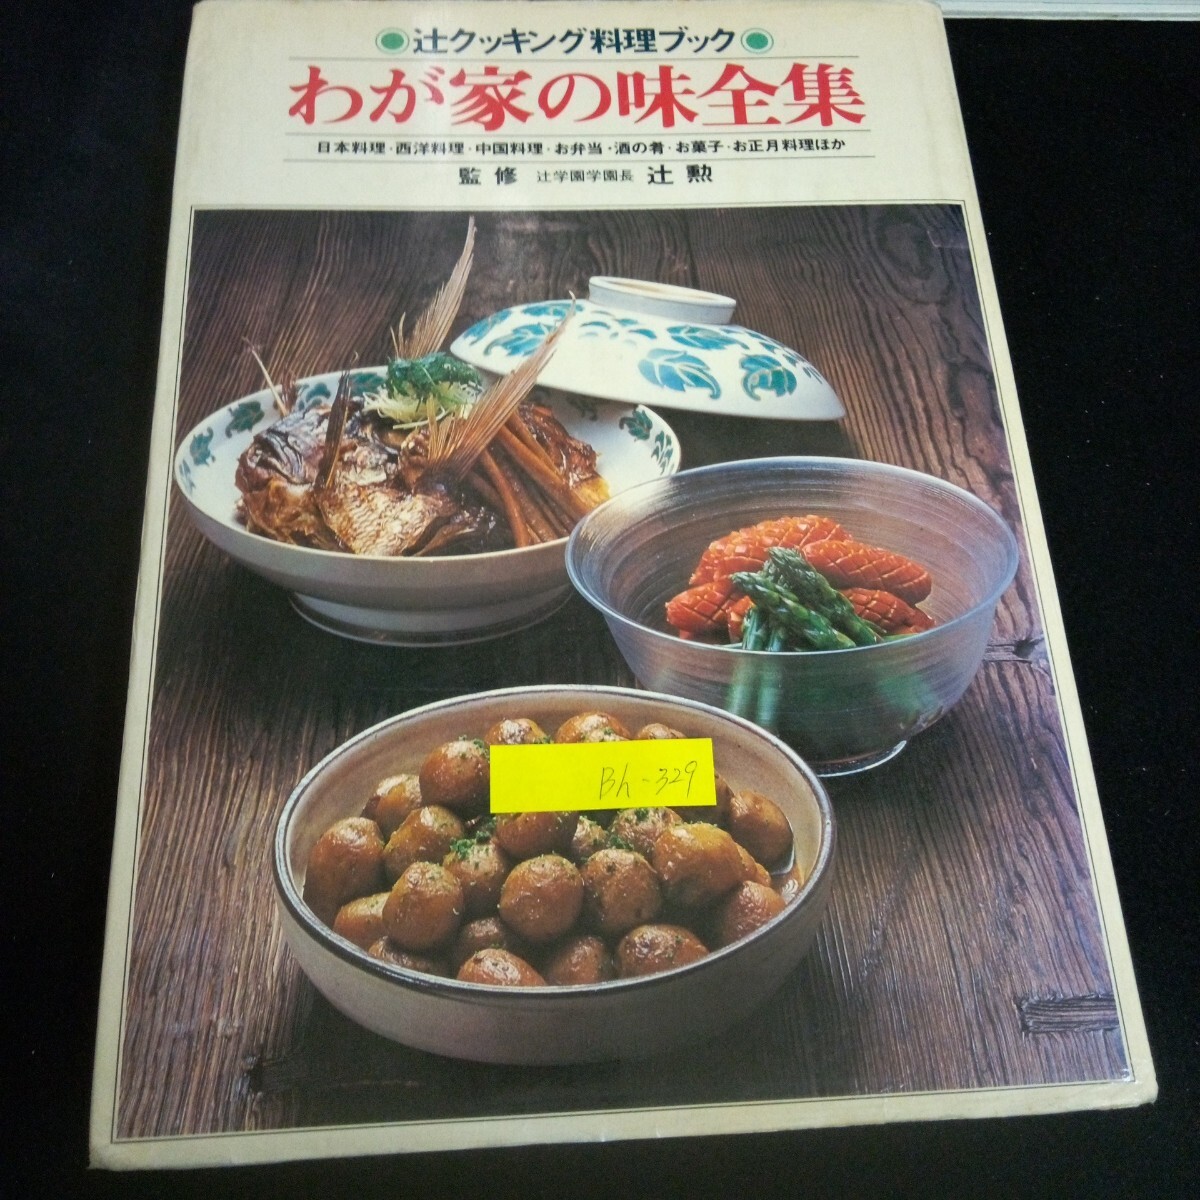 ●辻クッキング料理ブック●
わが家の味全集
日本料理・西洋料理・中国料理・お弁当・酒の肴・お菓子・お正月料理ほか
監修 辻学園学園長 辻勲
Bh-329